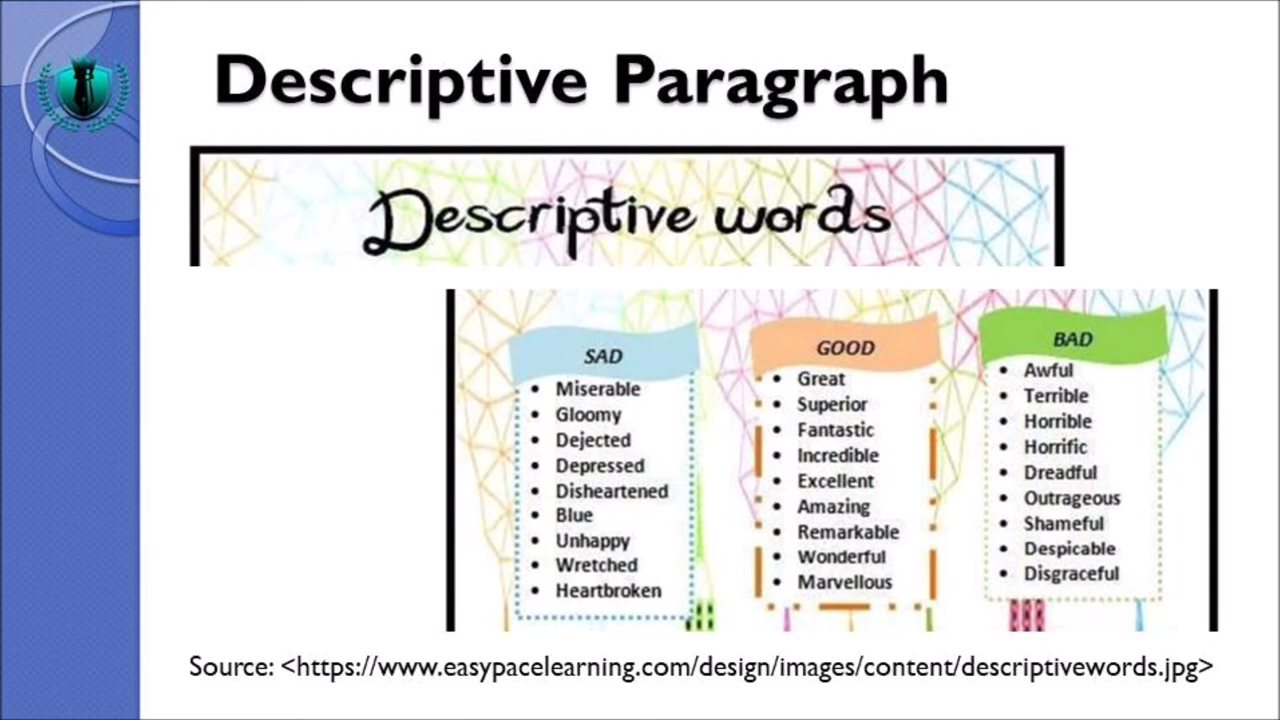 Descriptive Paragraph
Descriptive words
SAD
• Miserable
• Gloomy
• Dejected
• Depressed
• Disheartened
• Blue
• Unhappy
• Wretched
• Heartbroken
GOOD
• Great
• Superior
• Fantastic
• Incredible
• Excellent
• Amazing
• Remarkable
• Wonderful
• Marvellous
BAD
• Awful
• Terrible
• Horrible
• Horrific
• Dreadful
• Outrageous
• Shameful
• Despicable
• Disgraceful
Source: <https://www.easypacelearning.com/design/images/content/descriptivewords.jpg>